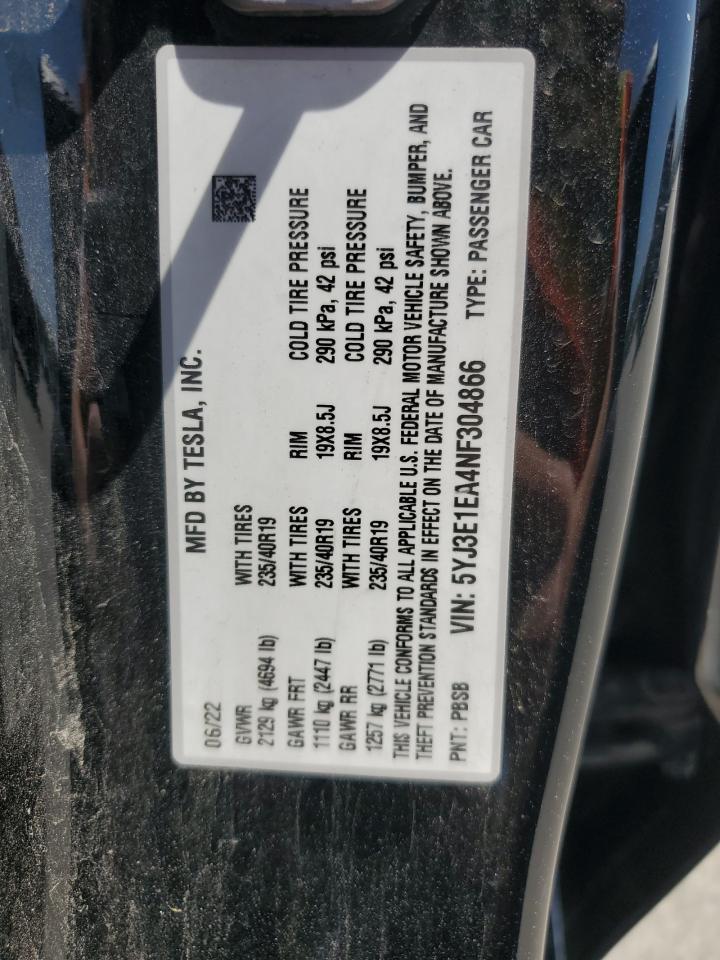 MFD BY TESLA, INC.
06/22
GVWR WITH TIRES
2129 kg (4694 lb) 235/40R19
GAWR FRT WITH TIRES RIM COLD TIRE PRESSURE
1110 kg (2447 lb) 235/40R19 19X8.5J 290 kPa, 42 psi
GAWR RR WITH TIRES RIM COLD TIRE PRESSURE
1257 kg (2771 lb) 235/40R19 19X8.5J 290 kPa, 42 psi
THIS VEHICLE CONFORMS TO ALL APPLICABLE U.S. FEDERAL MOTOR VEHICLE SAFETY, BUMPER, AND
THEFT PREVENTION STANDARDS IN EFFECT ON THE DATE OF MANUFACTURE SHOWN ABOVE.
PNT: PBSB VIN: 5YJ3E1EA4NF304866 TYPE: PASSENGER CAR